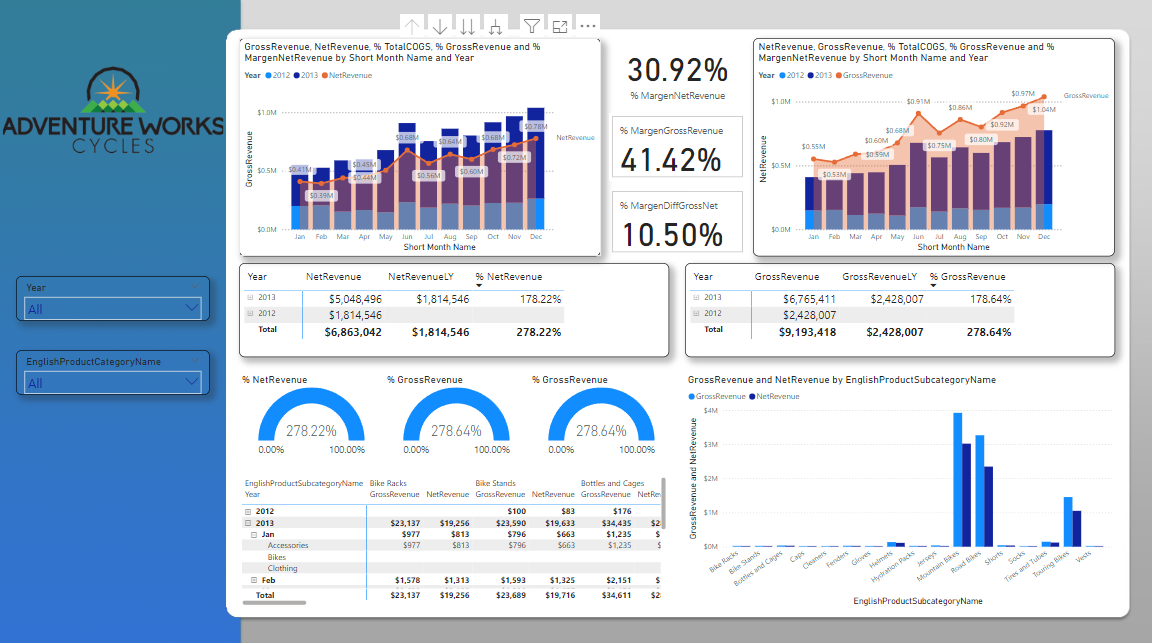 ADVENTURE WORKS
CYCLES
Year
All
EnglishProductCategoryName
All
GrossRevenue, NetRevenue, % TotalCOGS, % GrossRevenue and %
MargenNetRevenue by Short Month Name and Year
Year 2012 2013 NetRevenue
GrossRevenue
$1.0M
$0.5M
$0.0M
$0.41M
$0.39M
$0.45M
$0.44M
$0.68M
$0.56M
$0.64M
$0.60M
$0.68M
$0.72M
$0.78M
NetRevenue
Jan Feb Mar Apr May Jun Jul Aug Sep Oct Nov Dec
Short Month Name
30.92%
% MargenNetRevenue
% MargenGrossRevenue
41.42%
% MargenDiffGrossNet
10.50%
NetRevenue, GrossRevenue, % TotalCOGS, % GrossRevenue and %
MargenNetRevenue by Short Month Name and Year
Year 2012 2013 GrossRevenue
NetRevenue
$1.0M
$0.5M
$0.0M
$0.55M
$0.53M
$0.60M
$0.59M
$0.68M
$0.91M
$0.75M
$0.86M
$0.80M
$0.92M
$0.97M
$1.04M
GrossRevenue
Jan Feb Mar Apr May Jun Jul Aug Sep Oct Nov Dec
Short Month Name
Year NetRevenue NetRevenueLY % NetRevenue
2013 $5,048,496 $1,814,546 178.22%
2012 $1,814,546
Total $6,863,042 $1,814,546 278.22%
Year GrossRevenue GrossRevenueLY % GrossRevenue
2013 $6,765,411 $2,428,007 178.64%
2012 $2,428,007
Total $9,193,418 $2,428,007 278.64%
% NetRevenue
278.22%
0.00% 100.00%
% GrossRevenue
278.64%
0.00% 100.00%
% GrossRevenue
278.64%
0.00% 100.00%
EnglishProductSubcategoryName Bike Racks Bike Stands Bottles and Cages
Year GrossRevenue NetRevenue GrossRevenue NetRevenue GrossRevenue NetRe
2012 $100 $83 $176
2013 $23,137 $19,256 $23,590 $19,633 $34,435 $2
Jan $977 $813 $796 $663 $1,235 $
Accessories $977 $813 $796 $663 $1,235 $
Bikes
Clothing
Feb $1,578 $1,313 $1,593 $1,325 $2,151 $
Total $23,137 $19,256 $23,689 $19,716 $34,611 $2
GrossRevenue and NetRevenue by EnglishProductSubcategoryName
GrossRevenue NetRevenue
GrossRevenue and NetRevenue
$4M
$3M
$2M
$1M
$0M
Bike Racks
Bike Stands
Bottles and Cages
Caps
Cleaners
Fenders
Gloves
Helmets
Hydration Packs
Jerseys
Mountain Bikes
Road Bikes
Shorts
Socks
Tires and Tubes
Touring Bikes
Vests
EnglishProductSubcategoryName